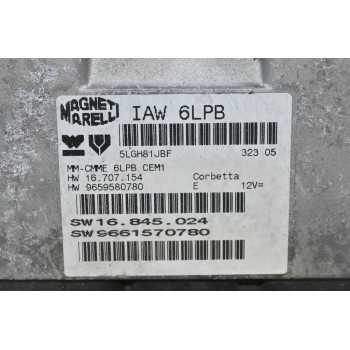 MAGNETI MARELLI
IAW 6LPB
5LGH81JBF 323 05
MM-CMME 6LPB CEM1
HW 16.707.154 Corbetta
HW 9659580780 E 12V=
SW16.845.024
SW9661570780